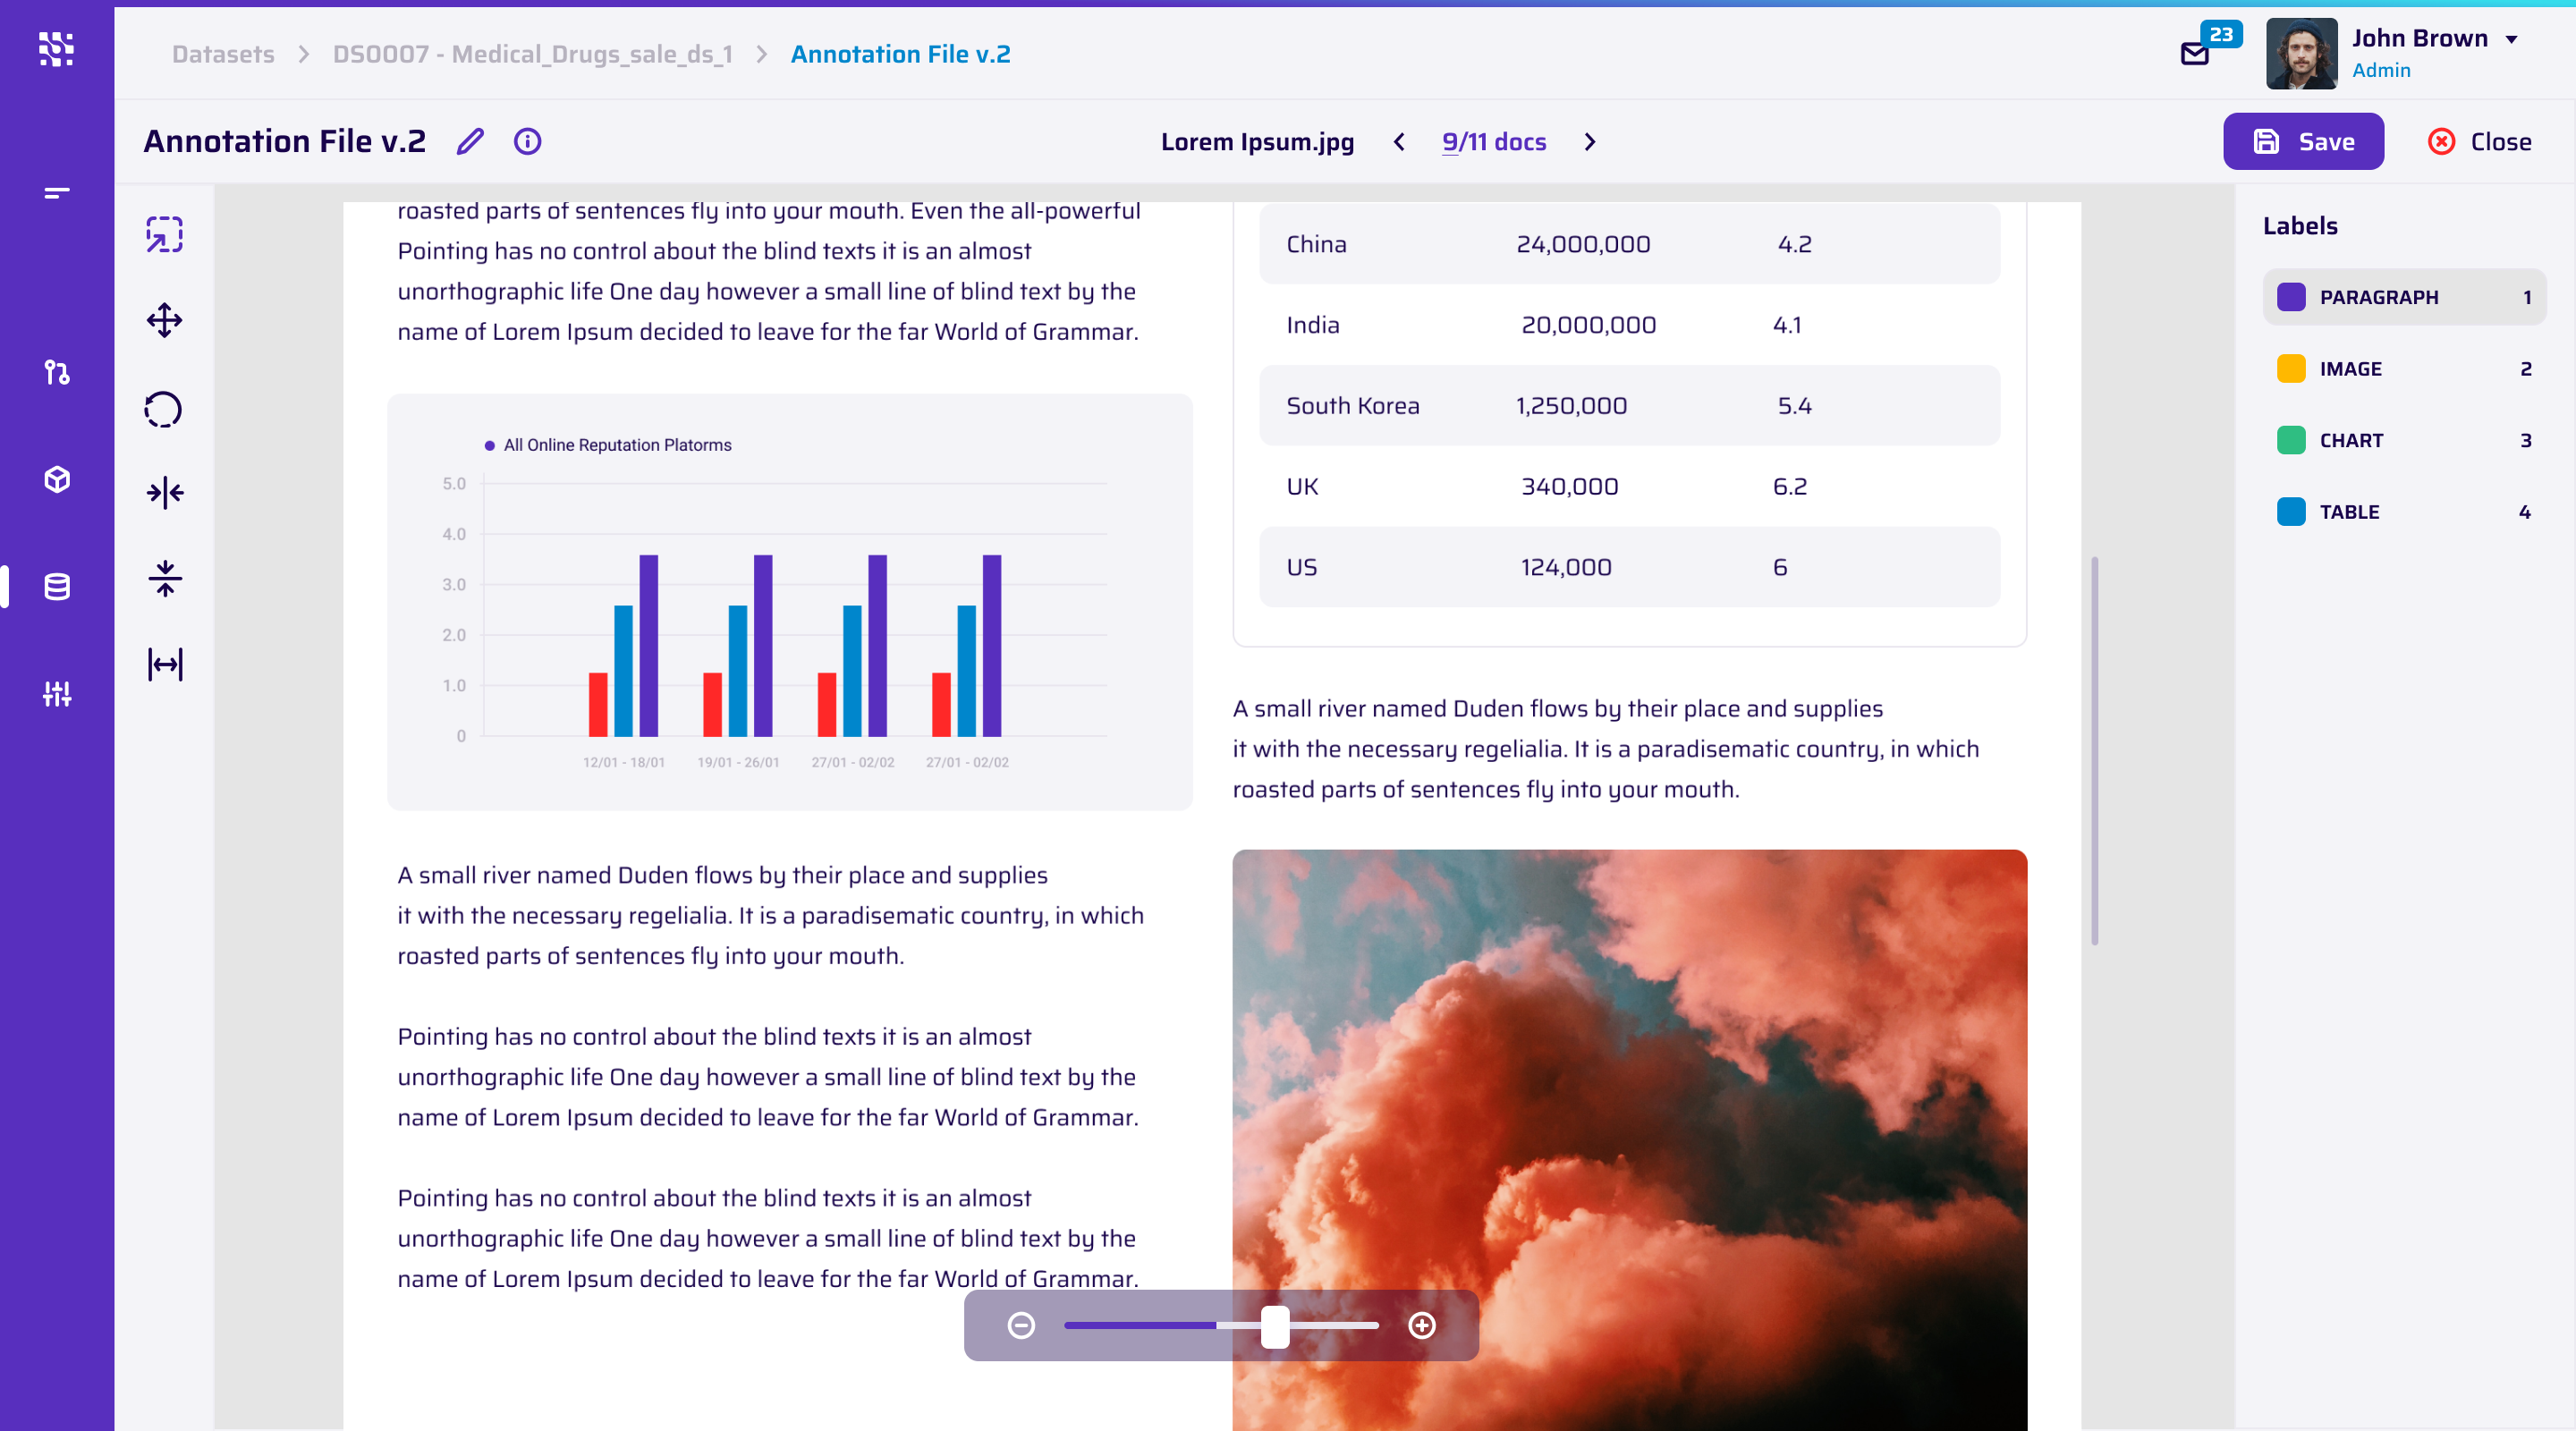 Datasets > DS0007 - Medical_Drugs_sale_ds_1 > Annotation File v.2
23
John Brown
Admin
Annotation File v.2
Lorem Ipsum.jpg
9/11 docs
Save
Close
roasted parts of sentences fly into your mouth. Even the all-powerful
Pointing has no control about the blind texts it is an almost
unorthographic life One day however a small line of blind text by the
name of Lorem Ipsum decided to leave for the far World of Grammar.
All Online Reputation Platorms
5.0
4.0
3.0
2.0
1.0
0
12/01 - 18/01 19/01 - 26/01 27/01 - 02/02 27/01 - 02/02
A small river named Duden flows by their place and supplies
it with the necessary regelialia. It is a paradisematic country, in which
roasted parts of sentences fly into your mouth.
Pointing has no control about the blind texts it is an almost
unorthographic life One day however a small line of blind text by the
name of Lorem Ipsum decided to leave for the far World of Grammar.
Pointing has no control about the blind texts it is an almost
unorthographic life One day however a small line of blind text by the
name of Lorem Ipsum decided to leave for the far World of Grammar.
China 24,000,000 4.2
India 20,000,000 4.1
South Korea 1,250,000 5.4
UK 340,000 6.2
US 124,000 6
A small river named Duden flows by their place and supplies
it with the necessary regelialia. It is a paradisematic country, in which
roasted parts of sentences fly into your mouth.
Labels
PARAGRAPH 1
IMAGE 2
CHART 3
TABLE 4